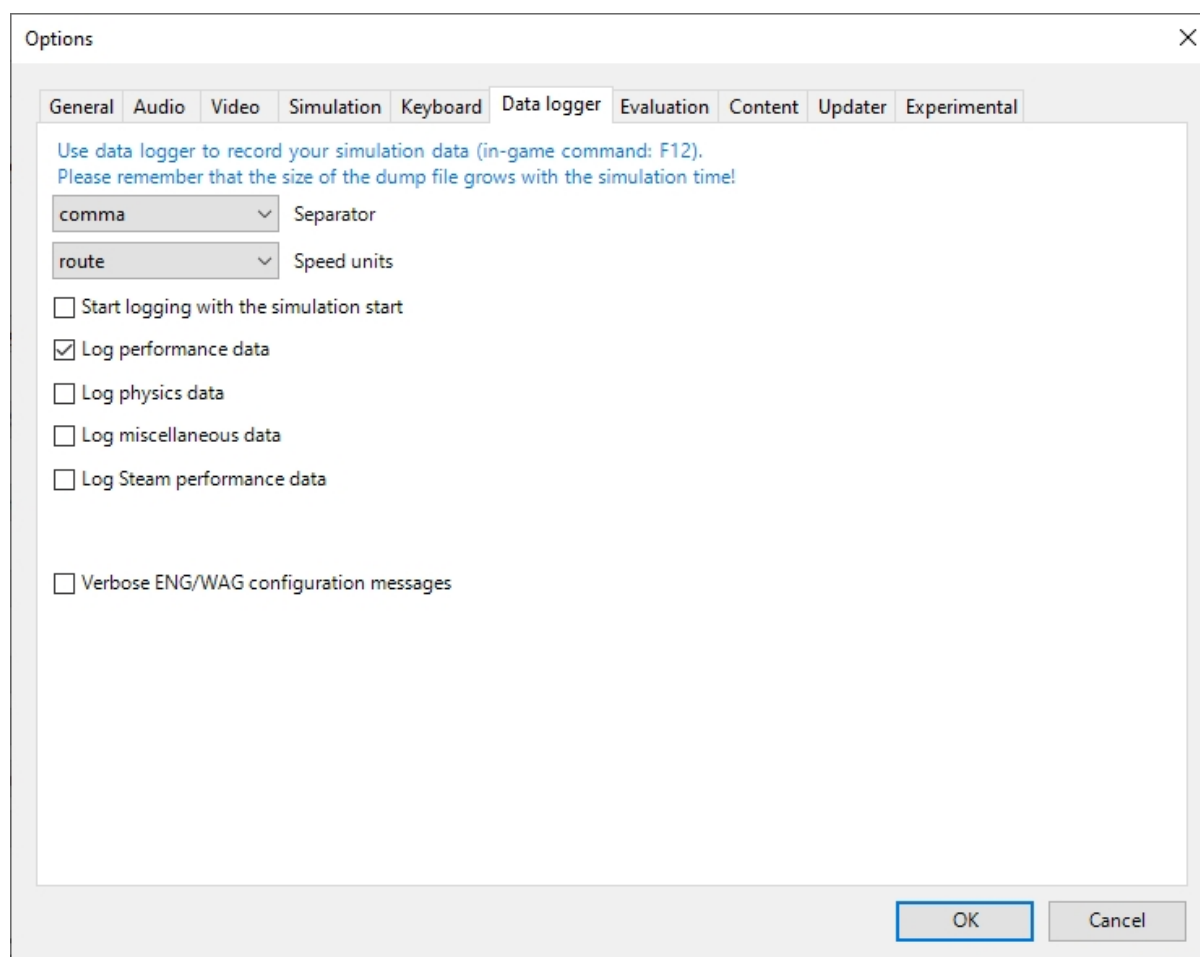 Options
General Audio Video Simulation Keyboard Data logger Evaluation Content Updater Experimental
Use data logger to record your simulation data (in-game command: F12).
Please remember that the size of the dump file grows with the simulation time!
comma Separator
route Speed units
Start logging with the simulation start
Log performance data
Log physics data
Log miscellaneous data
Log Steam performance data
Verbose ENG/WAG configuration messages
OK Cancel